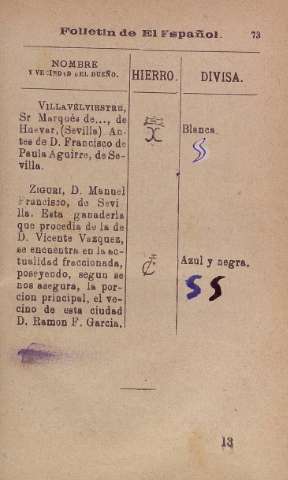 Folletin de El Español. 73
NOMBRE
Y VECINDAD DEL DUEÑO.
HIERRO.
DIVISA.
VILLAVELVIESTRE,
Sr Marqués de..., de
Huevar, (Sevilla) An-
tes de D. Francisco de
Paula Aguirre, de Se-
villa.
Blanca.
ZIGURI, D. Manuel
Francisco, de Sevi-
lla. Esta ganaderia
que procedia de la de
D. Vicente Vazquez,
se encuentra en la ac-
tualidad fraccionada,
poseyendo, segun se
nos asegura, la por-
cion principal, el ve-
cino de esta ciudad
D. Ramon F. Garcia.
Azul y negra.
13